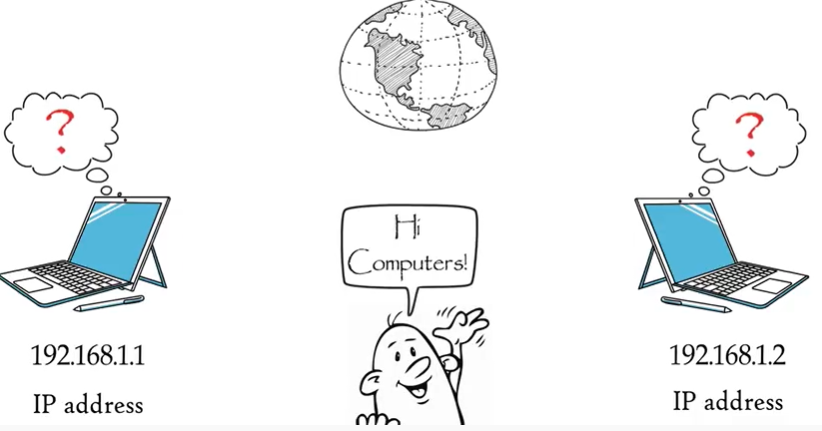 ?
?
Hi
Computers!
192.168.1.1
IP address
192.168.1.2
IP address